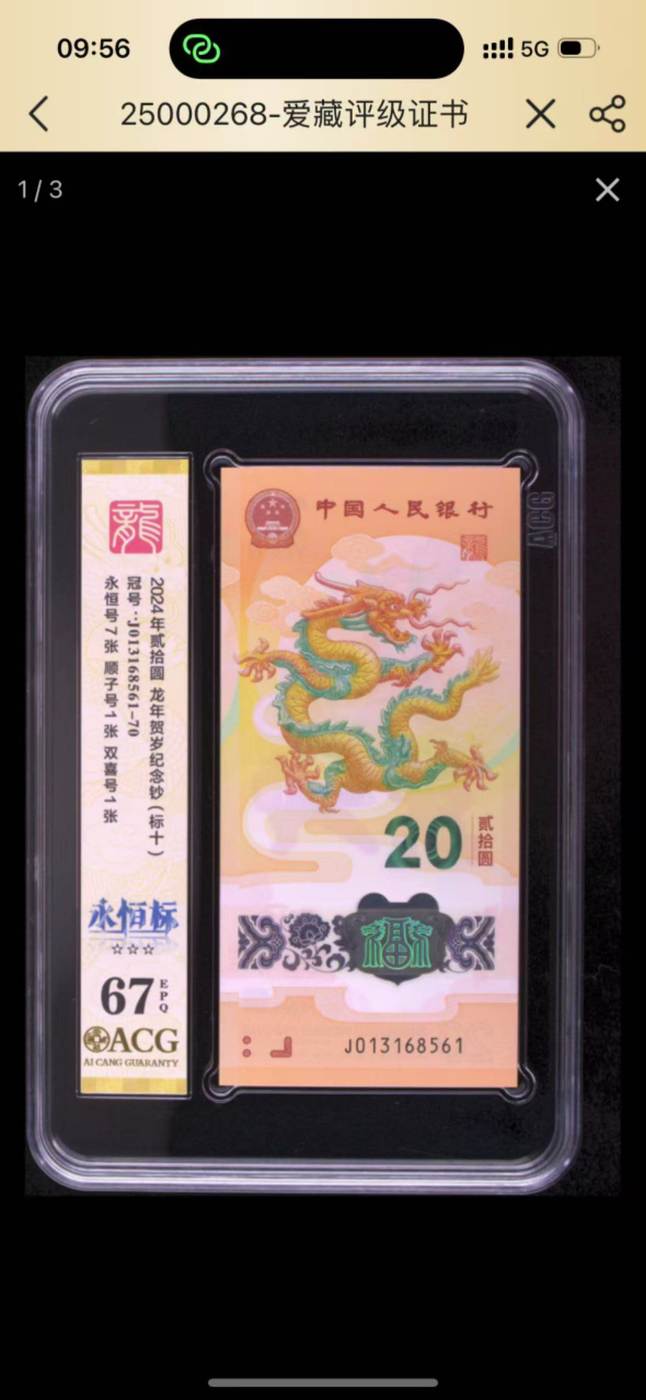 09:56
5G
25000268-爱藏评级证书
1 / 3
龍
2024年贰拾圆 龙年贺岁纪念钞(标十)
冠号:J013168561-70
永恒号7张 顺子号1张 双喜号1张
永恒标
☆☆☆
67 EPQ
ACG
AI CANG GUARANTY
中国人民银行
ACG
20 贰拾圆
福
J013168561